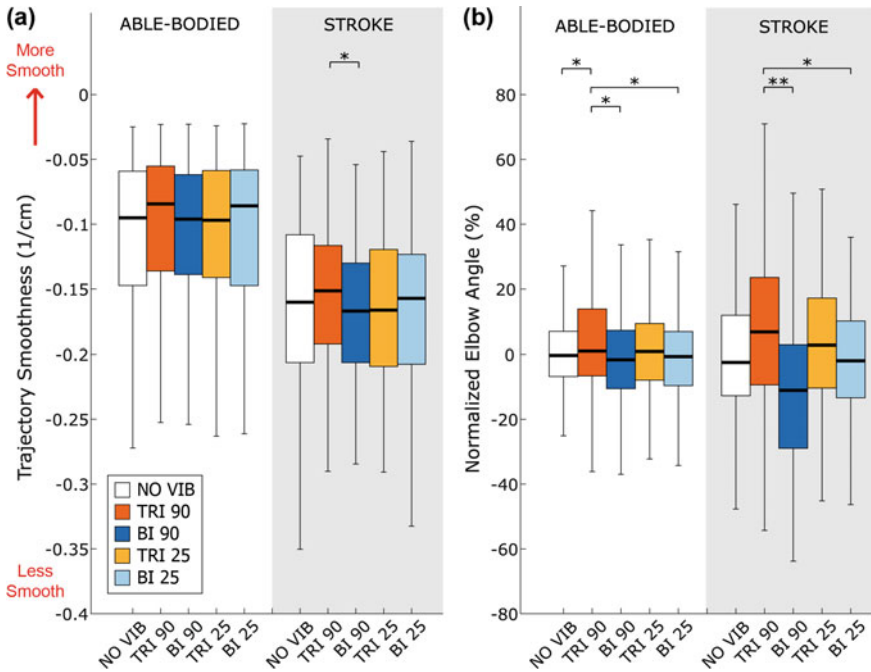 (a)
ABLE-BODIED
STROKE
More
Smooth
*
0
-0.05
-0.1
-0.15
-0.2
-0.25
-0.3
-0.35
-0.4
Trajectory Smoothness (1/cm)
Less
Smooth
NO VIB
TRI 90
BI 90
TRI 25
BI 25
NO VIB
TRI 90
BI 90
TRI 25
BI 25
NO VIB
TRI 90
BI 90
TRI 25
BI 25
(b)
ABLE-BODIED
STROKE
*
*
*
*
**
80
60
40
20
0
-20
-40
-60
-80
Normalized Elbow Angle (%)
NO VIB
TRI 90
BI 90
TRI 25
BI 25
NO VIB
TRI 90
BI 90
TRI 25
BI 25